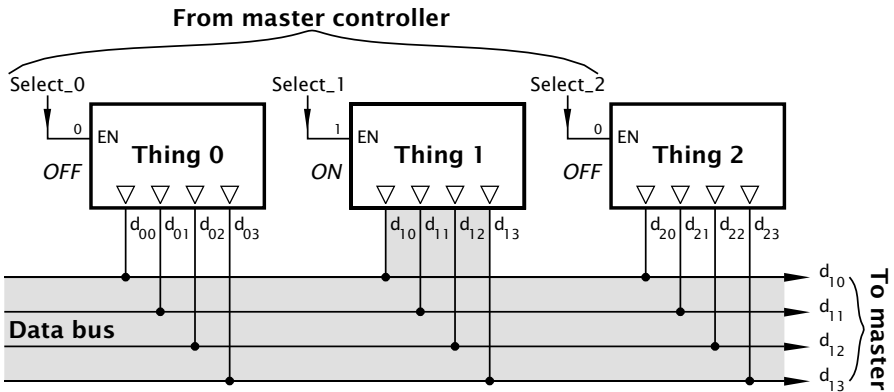 From master controller
Select_0 Select_1 Select_2
0 EN 1 EN 0 EN
Thing 0 Thing 1 Thing 2
OFF ON OFF
d00 d01 d02 d03 d10 d11 d12 d13 d20 d21 d22 d23
d10
d11
Data bus
d12
d13
To master